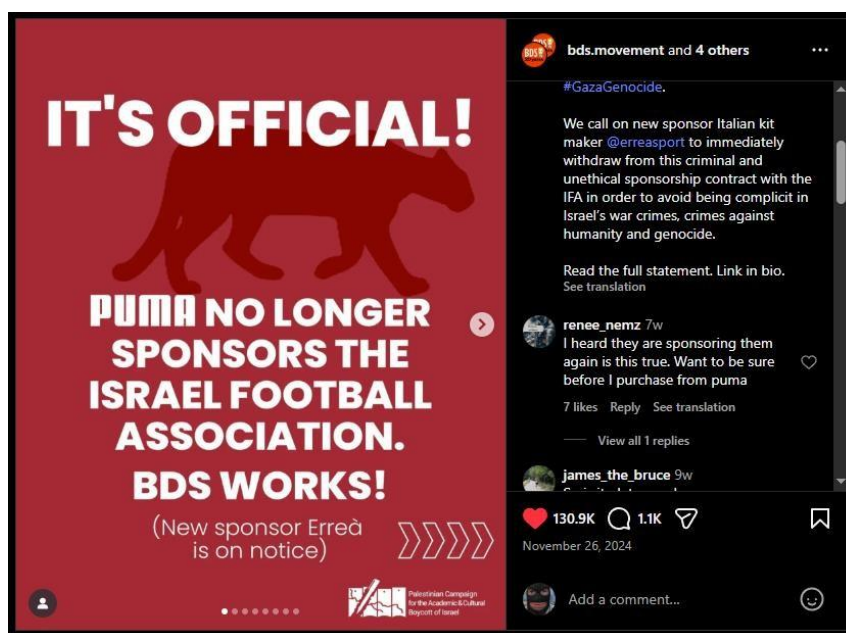 IT'S OFFICIAL!
PUMA NO LONGER
SPONSORS THE
ISRAEL FOOTBALL
ASSOCIATION.
BDS WORKS!
(New sponsor Erreà
is on notice)
Palestinian Campaign
for the Academic & Cultural
Boycott of Israel
BDS
bds.movement and 4 others
#GazaGenocide.
We call on new sponsor Italian kit
maker @erreasport to immediately
withdraw from this criminal and
unethical sponsorship contract with the
IFA in order to avoid being complicit in
Israel's war crimes, crimes against
humanity and genocide.
Read the full statement. Link in bio.
See translation
renee_nemz 7w
I heard they are sponsoring them
again is this true. Want to be sure
before I purchase from puma
7 likes Reply See translation
View all 1 replies
james_the_bruce 9w
130.9K 1.1K
November 26, 2024
Add a comment...